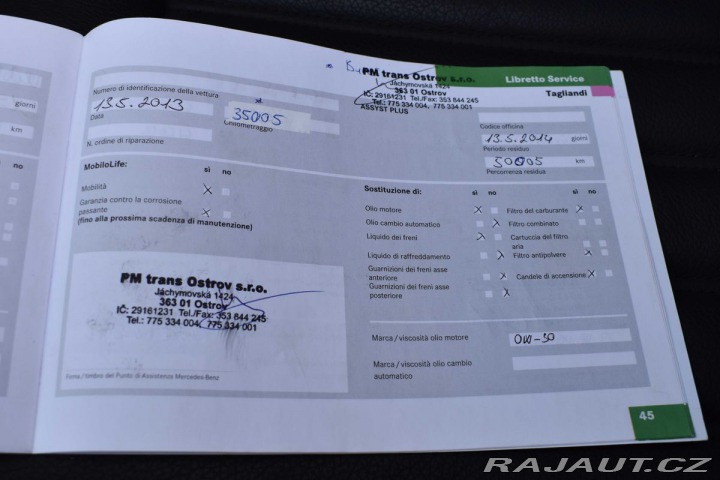 Libretto Service
Tagliandi
PM trans Ostrov s.r.o.
Jáchymovská 1424
363 01 Ostrov
IČ: 29161231 Tel./Fax: 353 844 245
Tel.: 775 334 004, 775 334 001
ASSYST PLUS
Numero di identificazione della vettura
13.5.2013
Data
35005
Chilometraggio
N. ordine di riparazione
Codice officina
13.5.2014 giorni
Periodo residuo
50005 km
Percorrenza residua
giorni
km
no
MobiloLife:
sì no
Mobilità
Garanzia contro la corrosione
passante
(fino alla prossima scadenza di manutenzione)
Sostituzione di:
sì no
sì no
Olio motore
Olio cambio automatico
Liquido dei freni
Liquido di raffreddamento
Guarnizioni dei freni asse
anteriore
Guarnizioni dei freni asse
posteriore
Filtro del carburante
Filtro combinato
Cartuccia del filtro
aria
Filtro antipolvere
Candele di accensione
PM trans Ostrov s.r.o.
Jáchymovská 1424
363 01 Ostrov
IČ: 29161231 Tel./Fax: 353 844 245
Tel.: 775 334 004, 775 334 001
Firma/timbro del Punto di Assistenza Mercedes-Benz
Marca/viscosità olio motore
0W-30
Marca/viscosità olio cambio
automatico
45
RAJAUT.CZ